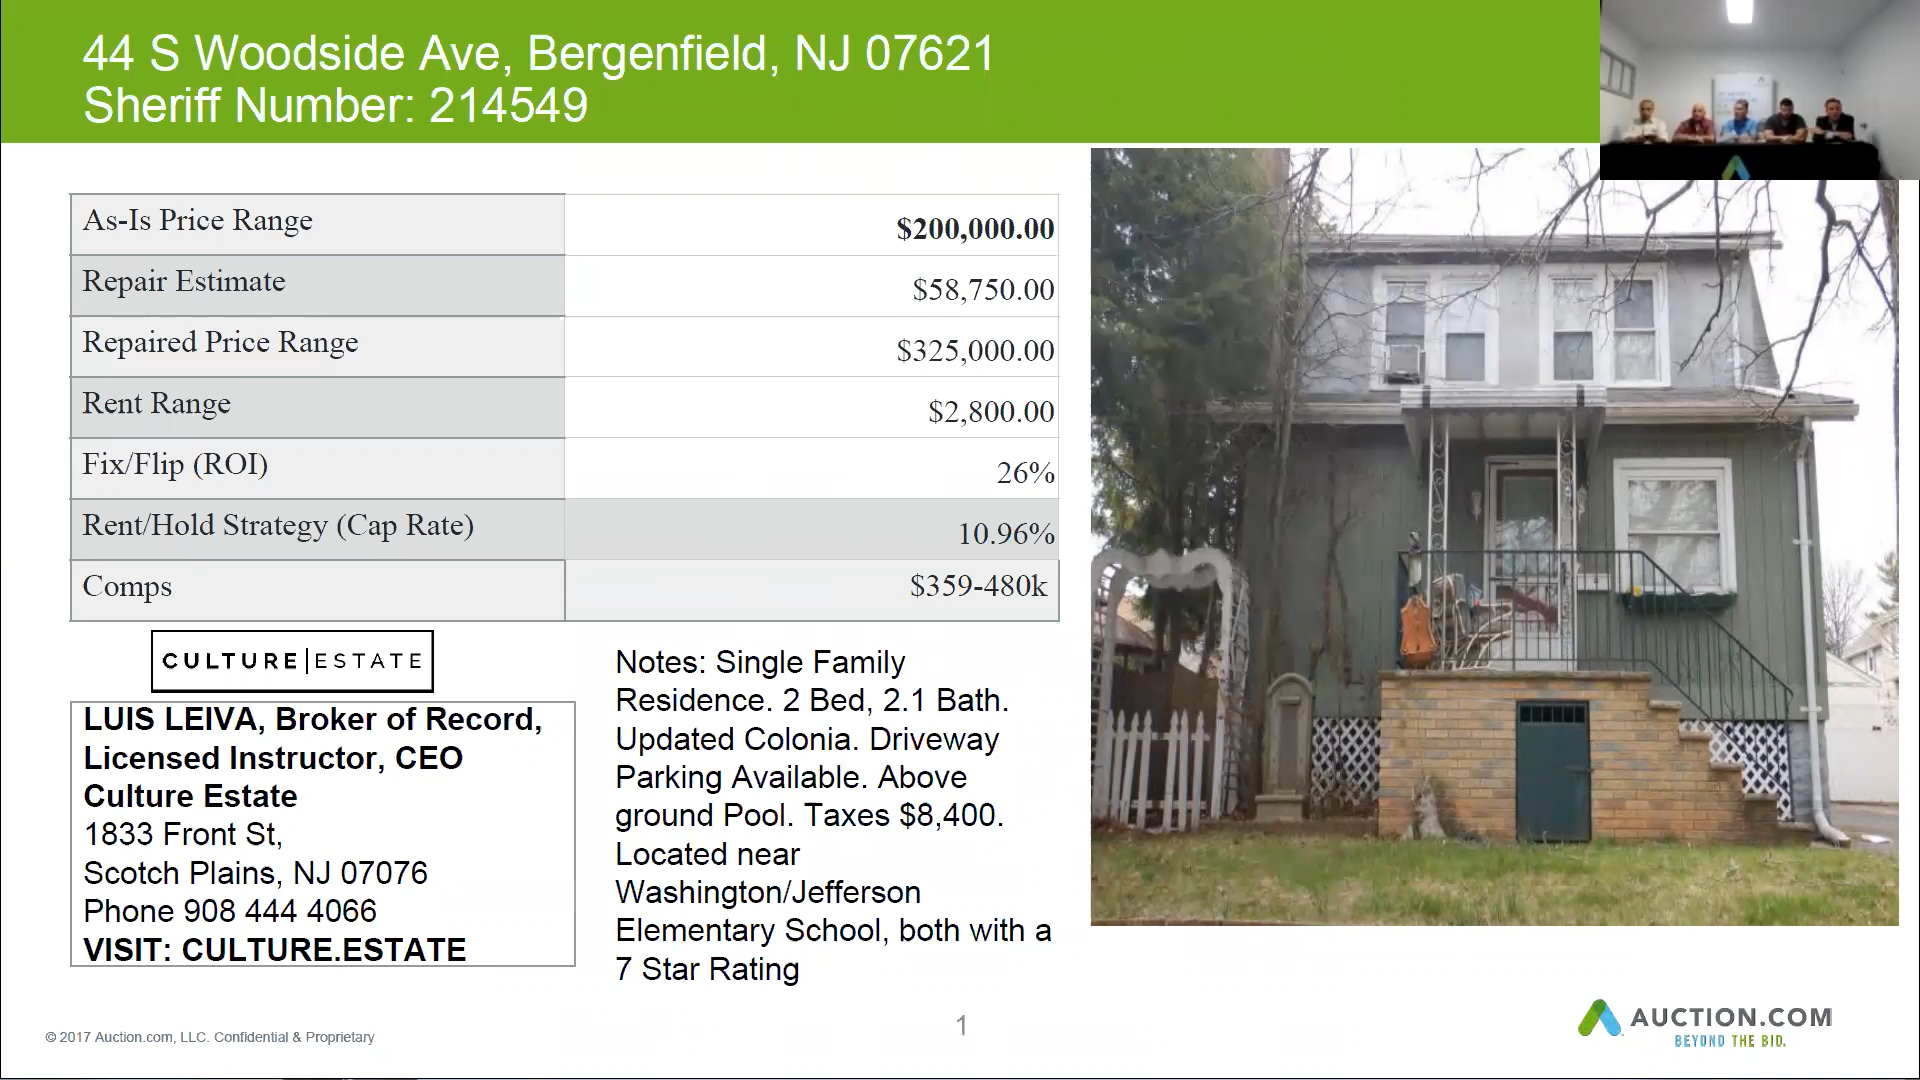 44 S Woodside Ave, Bergenfield, NJ 07621
Sheriff Number: 214549
As-Is Price Range $200,000.00
Repair Estimate $58,750.00
Repaired Price Range $325,000.00
Rent Range $2,800.00
Fix/Flip (ROI) 26%
Rent/Hold Strategy (Cap Rate) 10.96%
Comps $359-480k
CULTURE|ESTATE
LUIS LEIVA, Broker of Record,
Licensed Instructor, CEO
Culture Estate
1833 Front St,
Scotch Plains, NJ 07076
Phone 908 444 4066
VISIT: CULTURE.ESTATE
Notes: Single Family
Residence. 2 Bed, 2.1 Bath.
Updated Colonia. Driveway
Parking Available. Above
ground Pool. Taxes $8,400.
Located near
Washington/Jefferson
Elementary School, both with a
7 Star Rating
© 2017 Auction.com, LLC. Confidential & Proprietary
1
AUCTION.COM
BEYOND THE BID.